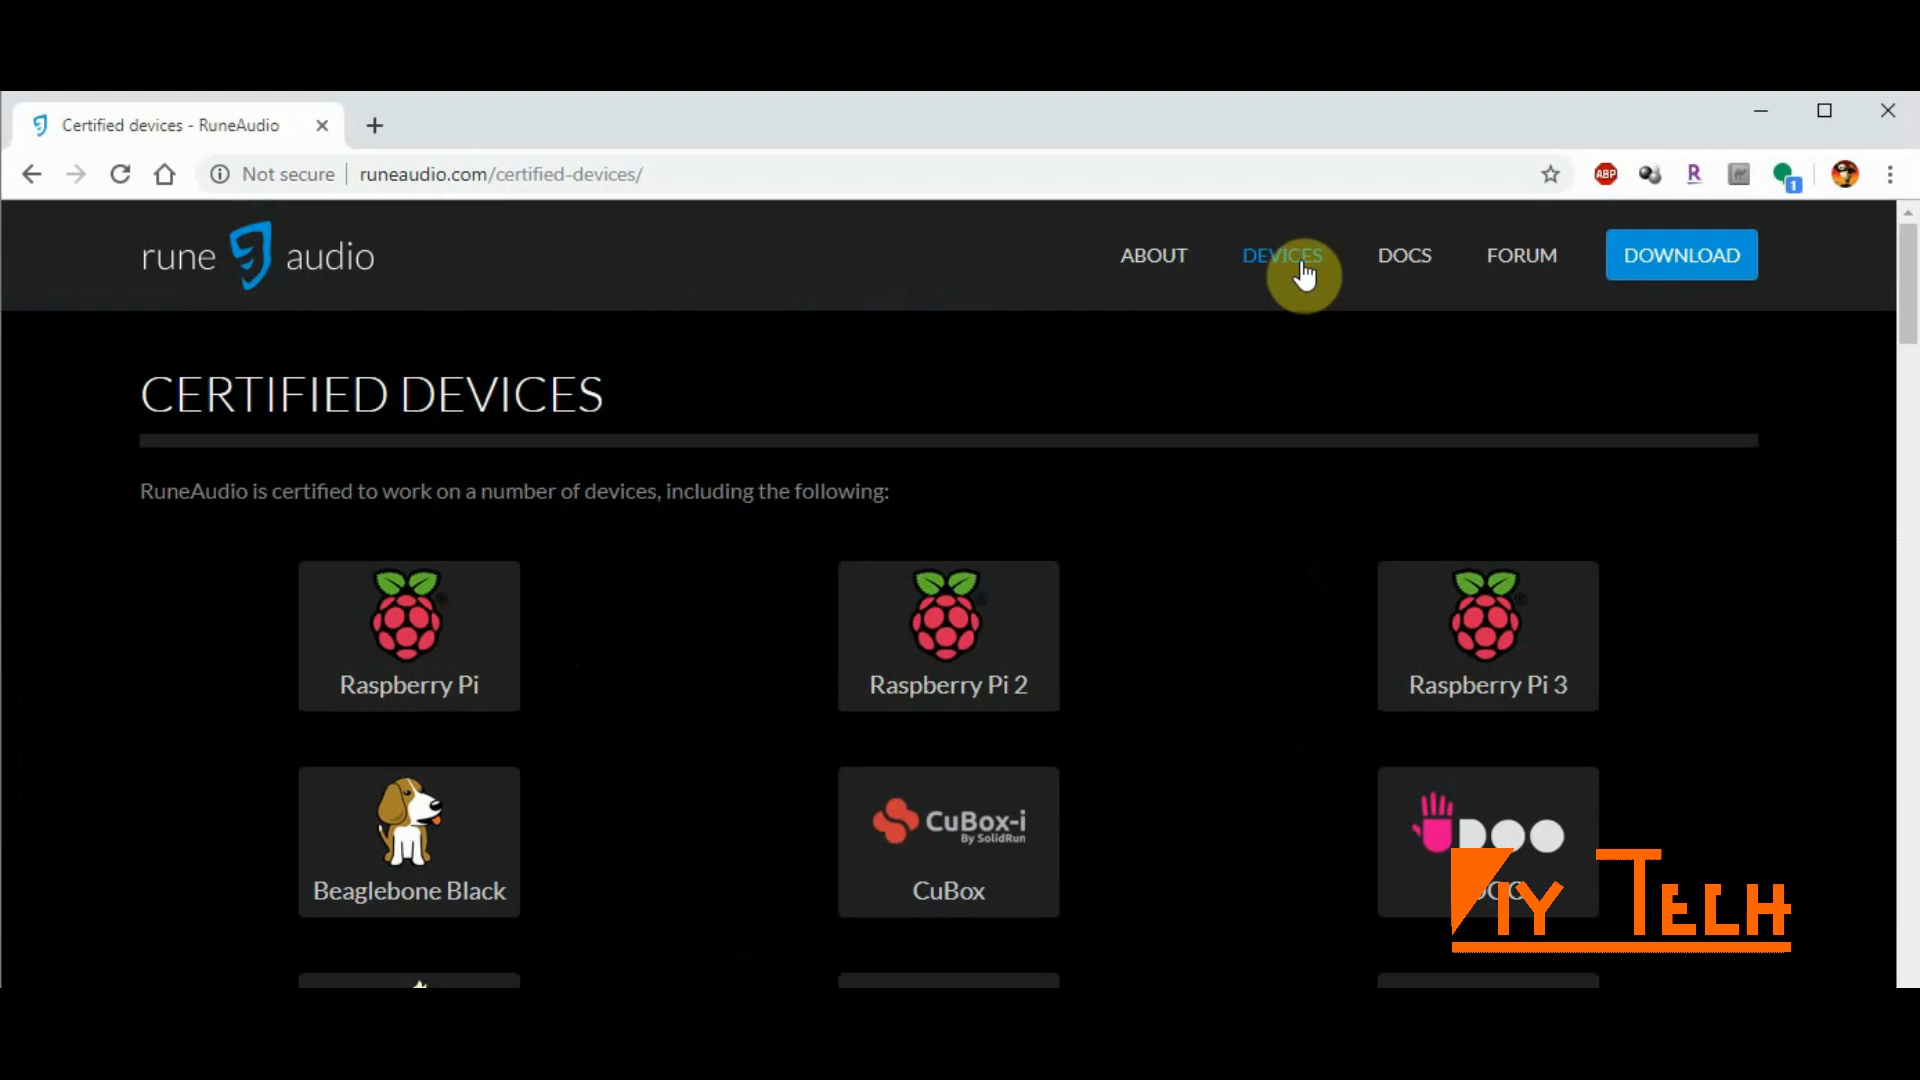 Certified devices - RuneAudio
Not secure | runeaudio.com/certified-devices/
ABP R 1
rune audio
ABOUT DEVICES DOCS FORUM DOWNLOAD
CERTIFIED DEVICES
RuneAudio is certified to work on a number of devices, including the following:
Raspberry Pi Raspberry Pi 2 Raspberry Pi 3
CuBox-i
By SolidRun
Beaglebone Black CuBox
DIY TECH